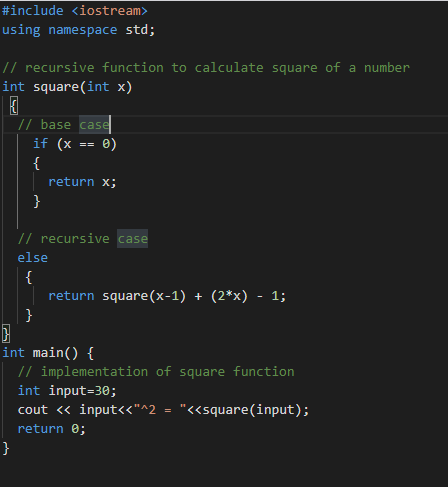 #include <iostream>
using namespace std;
// recursive function to calculate square of a number
int square(int x)
{
// base case
if (x == 0)
{
return x;
}
// recursive case
else
{
return square(x-1) + (2*x) - 1;
}
}
int main() {
// implementation of square function
int input=30;
cout << input<<"^2 = "<<square(input);
return 0;
}